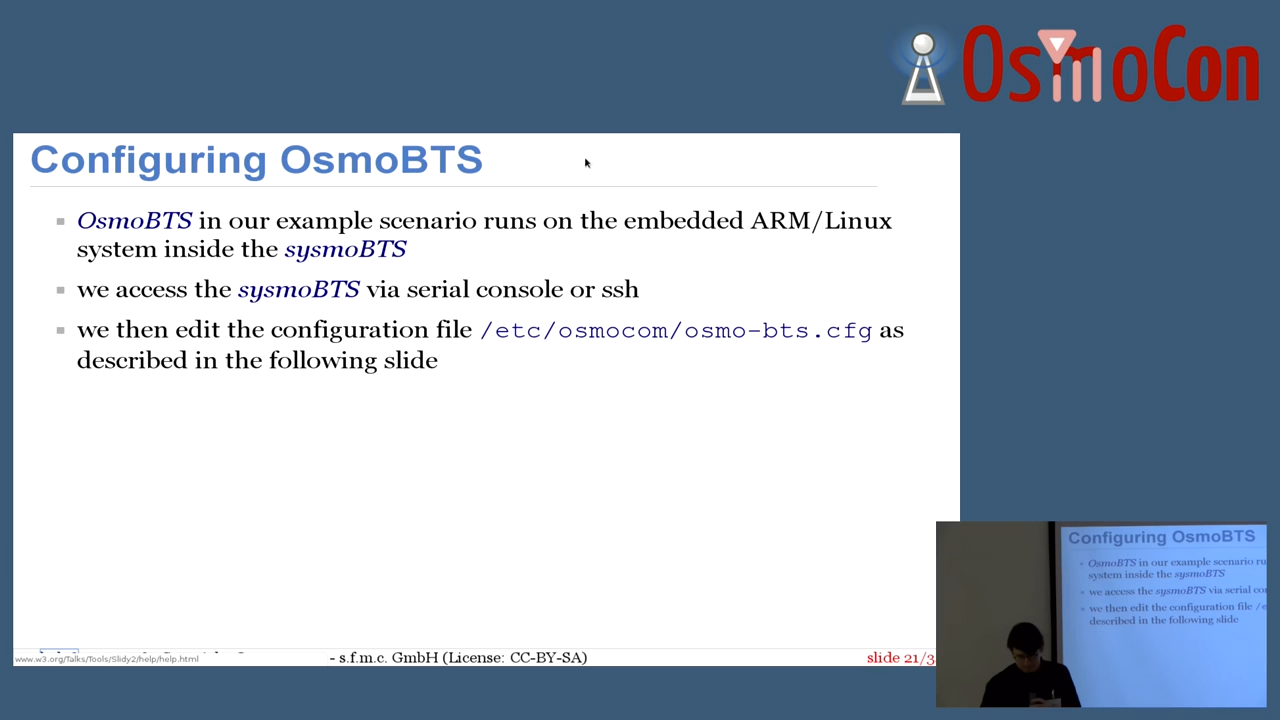 OsmoCon
Configuring OsmoBTS
OsmoBTS in our example scenario runs on the embedded ARM/Linux
system inside the sysmoBTS
we access the sysmoBTS via serial console or ssh
we then edit the configuration file /etc/osmocom/osmo-bts.cfg as
described in the following slide
www.w3.org/Talks/Tools/Slidy2/help/help.html
- s.f.m.c. GmbH (License: CC-BY-SA)
slide 21/3
Configuring OsmoBTS
OsmoBTS in our example scenario ru
system inside the sysmoBTS
we access the sysmoBTS via serial co
we then edit the configuration file /e
described in the following slide